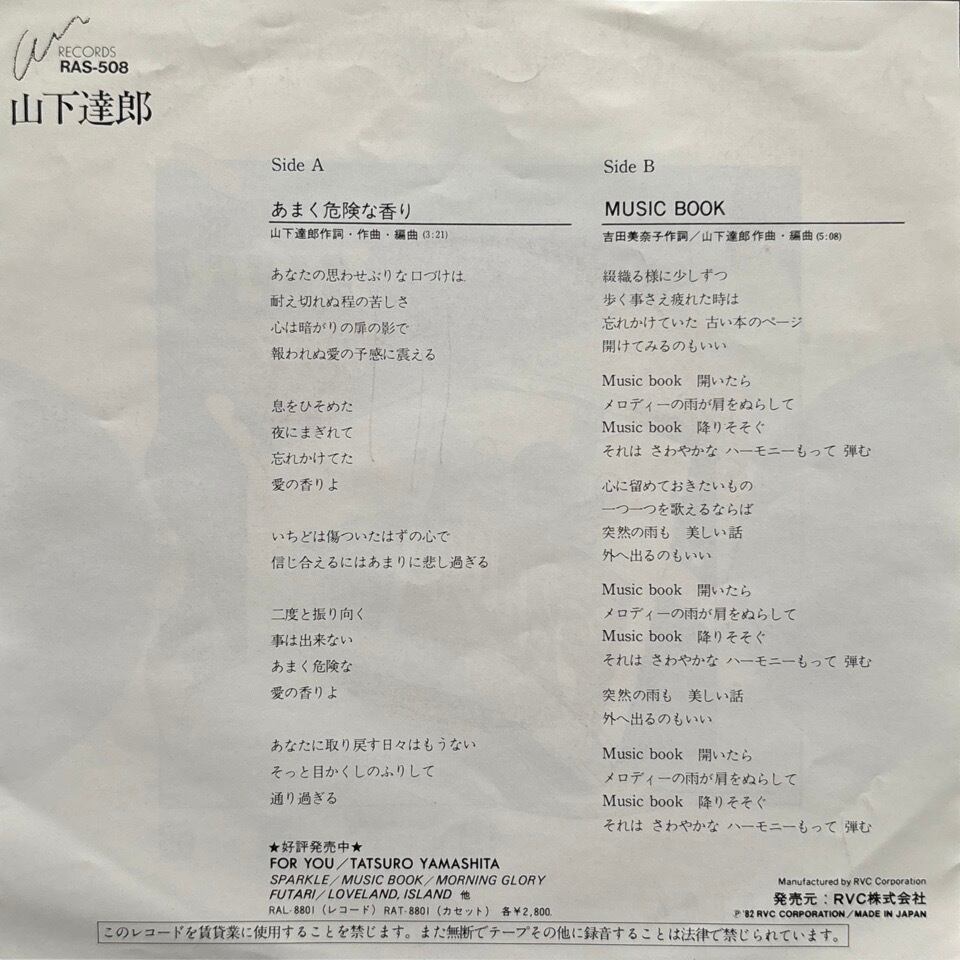 am RECORDS
RAS-508
山下達郎
Side A
あまく危険な香り
山下達郎作詞・作曲・編曲(3:21)
あなたの思わせぶりな口づけは
耐え切れぬ程の苦しさ
心は暗がりの扉の影で
報われぬ愛の予感に震える
息をひそめた
夜にまぎれて
忘れかけてた
愛の香りよ
いちどは傷ついたはずの心で
信じ合えるにはあまりに悲し過ぎる
二度と振り向く
事は出来ない
あまく危険な
愛の香りよ
あなたに取り戻す日々はもうない
そっと目かくしのふりして
通り過ぎる
★好評発売中★
FOR YOU/TATSURO YAMASHITA
SPARKLE/MUSIC BOOK/MORNING GLORY
FUTARI/LOVELAND, ISLAND 他
RAL-8801(レコード) RAT-8801(カセット) 各¥2,800.
Side B
MUSIC BOOK
吉田美奈子作詞/山下達郎作曲・編曲(5:08)
綴織る様に少しずつ
歩く事さえ疲れた時は
忘れかけていた 古い本のページ
開けてみるのもいい
Music book 開いたら
メロディーの雨が肩をぬらして
Music book 降りそそぐ
それは さわやかな ハーモニーもって 弾む
心に留めておきたいもの
一つ一つを歌えるならば
突然の雨も 美しい話
外へ出るのもいい
Music book 開いたら
メロディーの雨が肩をぬらして
Music book 降りそそぐ
それは さわやかな ハーモニーもって 弾む
突然の雨も 美しい話
外へ出るのもいい
Music book 開いたら
メロディーの雨が肩をぬらして
Music book 降りそそぐ
それは さわやかな ハーモニーもって 弾む
Manufactured by RVC Corporation
発売元:RVC株式会社
℗'82 RVC CORPORATION/MADE IN JAPAN
このレコードを賃貸業に使用することを禁じます。また無断でテープその他に録音することは法律で禁じられています。